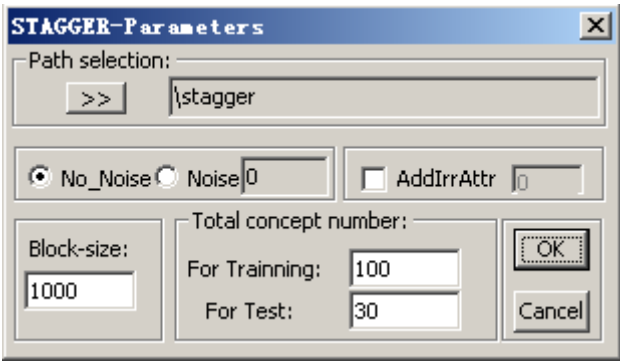 STAGGER-Parameters
Path selection:
>> \stagger
No_Noise Noise 0 AddIrrAttr 0
Total concept number:
Block-size:
1000
For Trainning: 100
For Test: 30
OK
Cancel